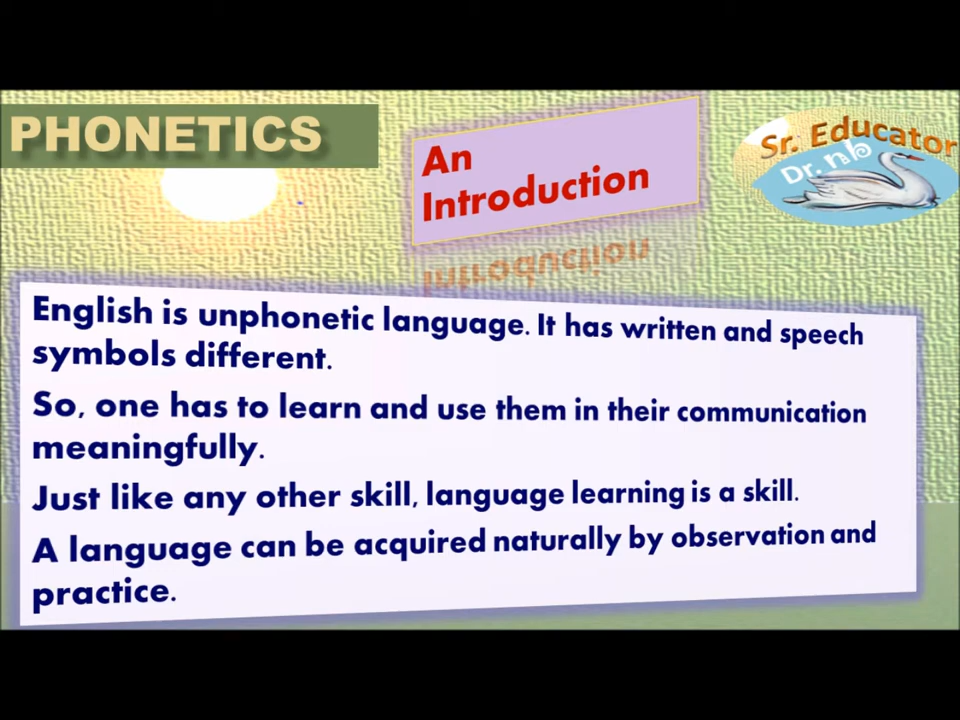 PHONETICS
An
Introduction
Sr. Educator
Dr. nb
English is unphonetic language. It has written and speech
symbols different.
So, one has to learn and use them in their communication
meaningfully.
Just like any other skill, language learning is a skill.
A language can be acquired naturally by observation and
practice.